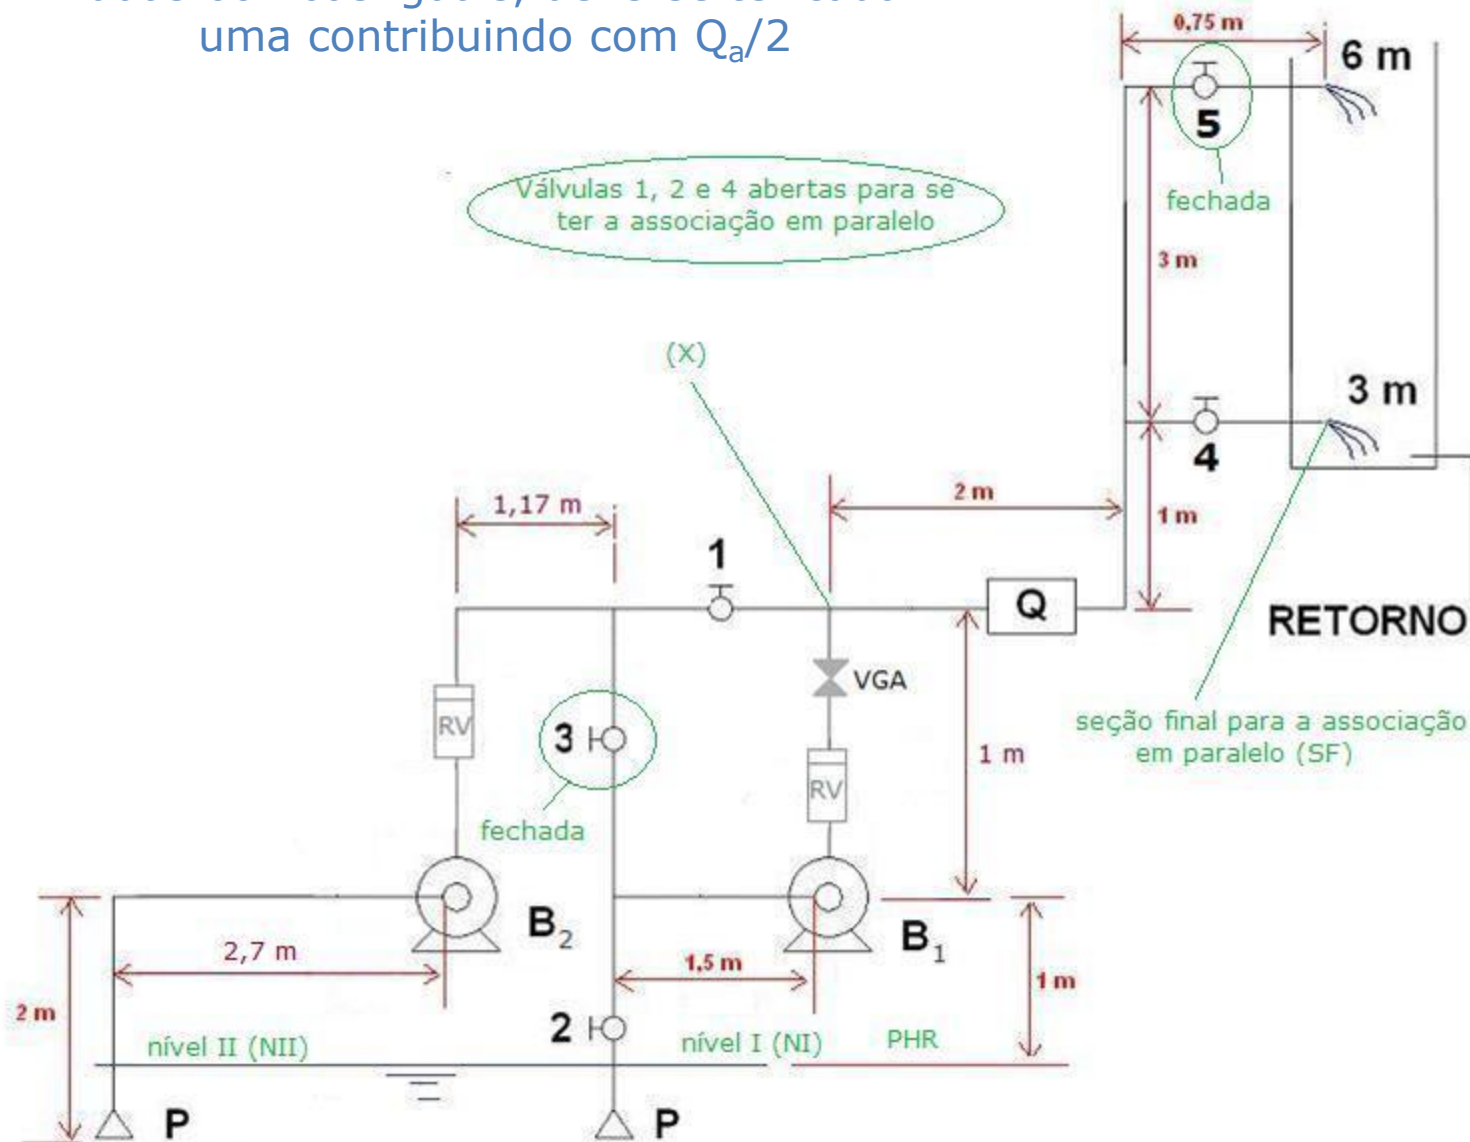 uma contribuindo com Qa/2
0,75 m
6 m
5
fechada
Válvulas 1, 2 e 4 abertas para se
ter a associação em paralelo
3 m
(X)
3 m
4
2 m
1,17 m
1 m
1
Q
RETORNO
VGA
RV
3
1 m
seção final para a associação
em paralelo (SF)
RV
fechada
B2
B1
2,7 m
1,5 m
1 m
2 m
2
nível II (NII)
nível I (NI)
PHR
P
P